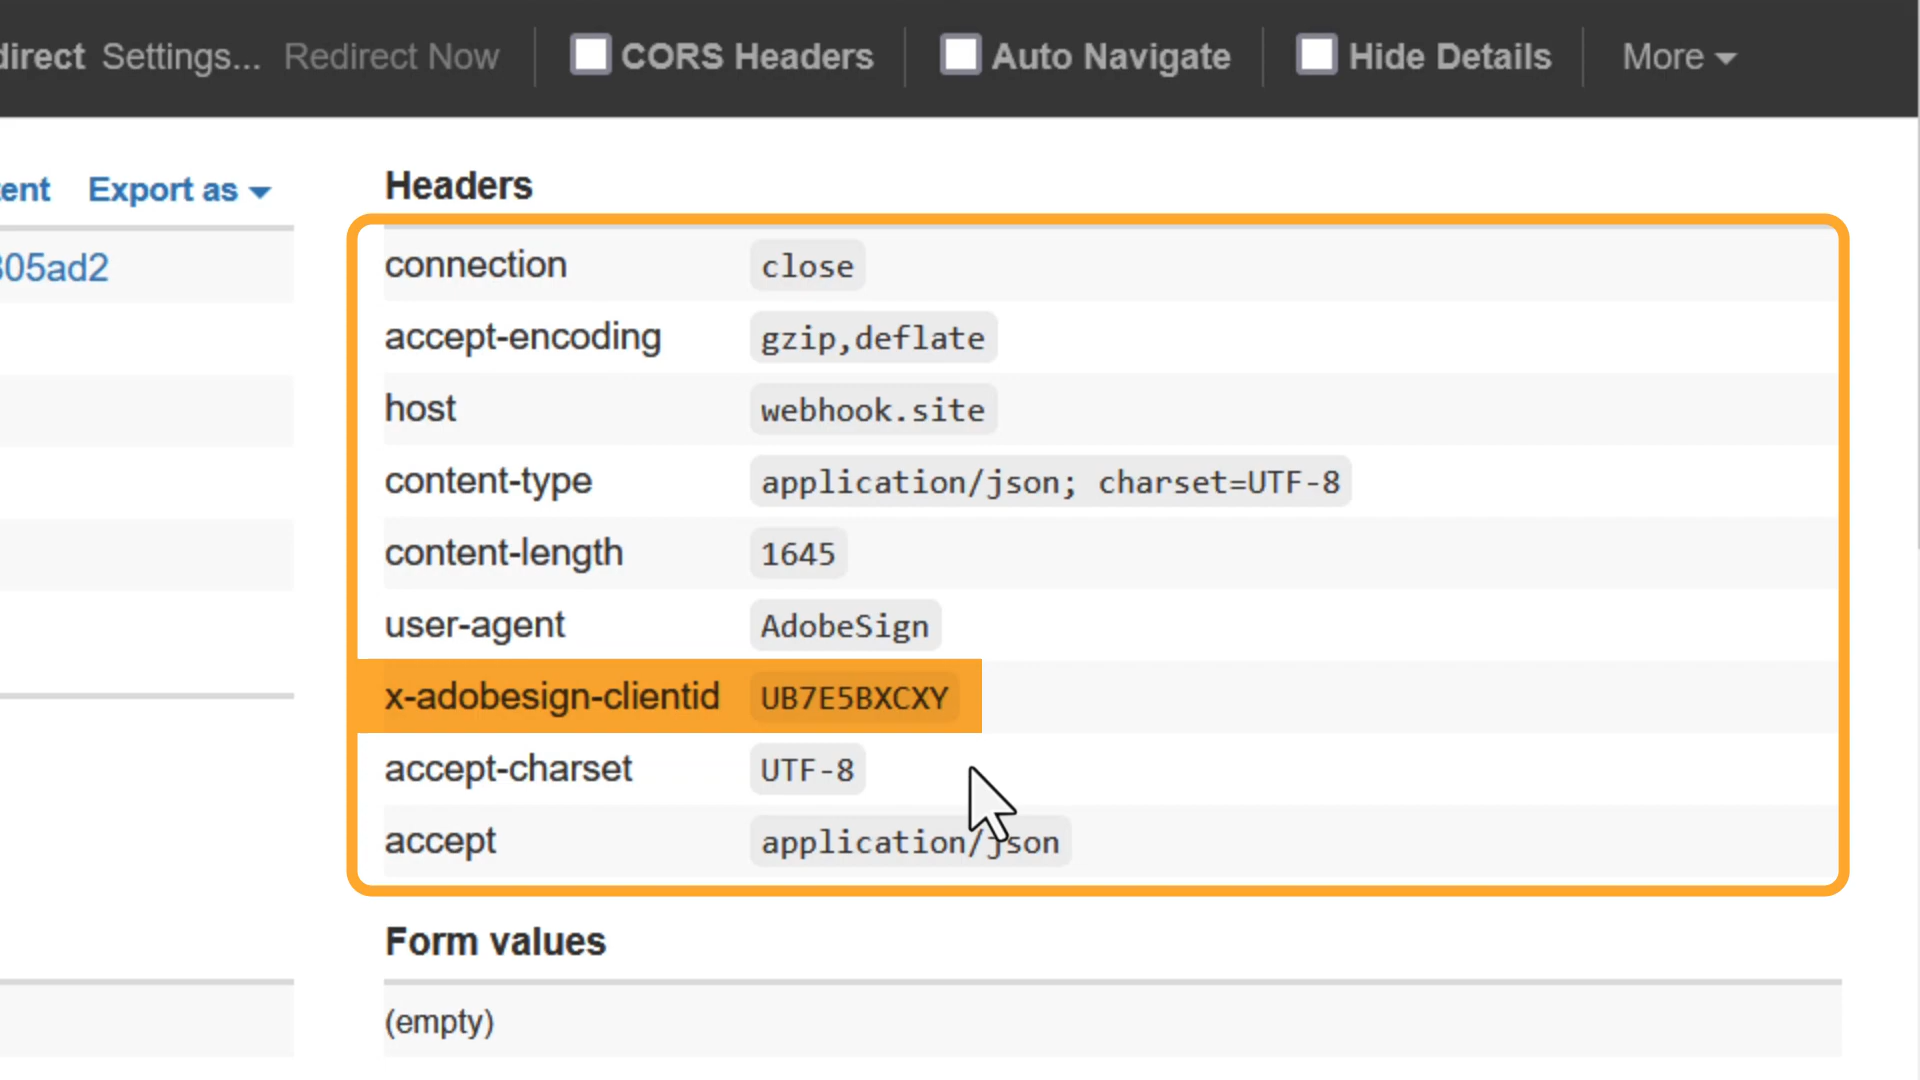 direct Settings... Redirect Now CORS Headers Auto Navigate Hide Details More
Export as
305ad2
Headers
connection close
accept-encoding gzip,deflate
host webhook.site
content-type application/json; charset=UTF-8
content-length 1645
user-agent AdobeSign
x-adobesign-clientid UB7E5BXCXY
accept-charset UTF-8
accept application/json
Form values
(empty)